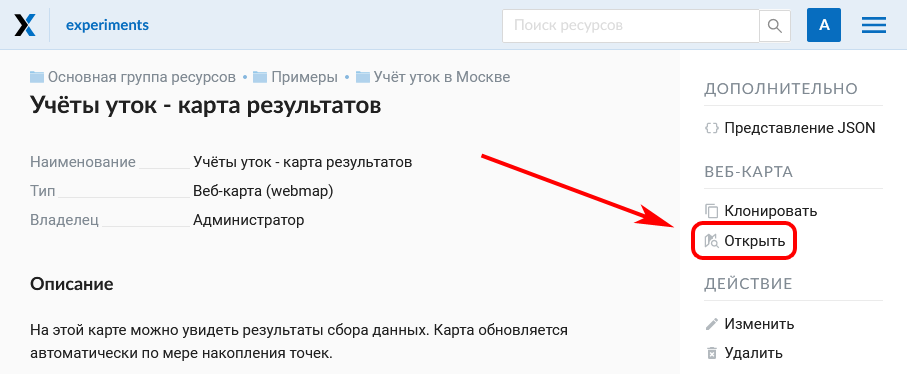 experiments
Поиск ресурсов
A
Основная группа ресурсов • Примеры • Учёт уток в Москве
Учёты уток - карта результатов
Наименование Учёты уток - карта результатов
Тип Веб-карта (webmap)
Владелец Администратор
Описание
На этой карте можно увидеть результаты сбора данных. Карта обновляется
автоматически по мере накопления точек.
ДОПОЛНИТЕЛЬНО
Представление JSON
ВЕБ-КАРТА
Клонировать
Открыть
ДЕЙСТВИЕ
Изменить
Удалить